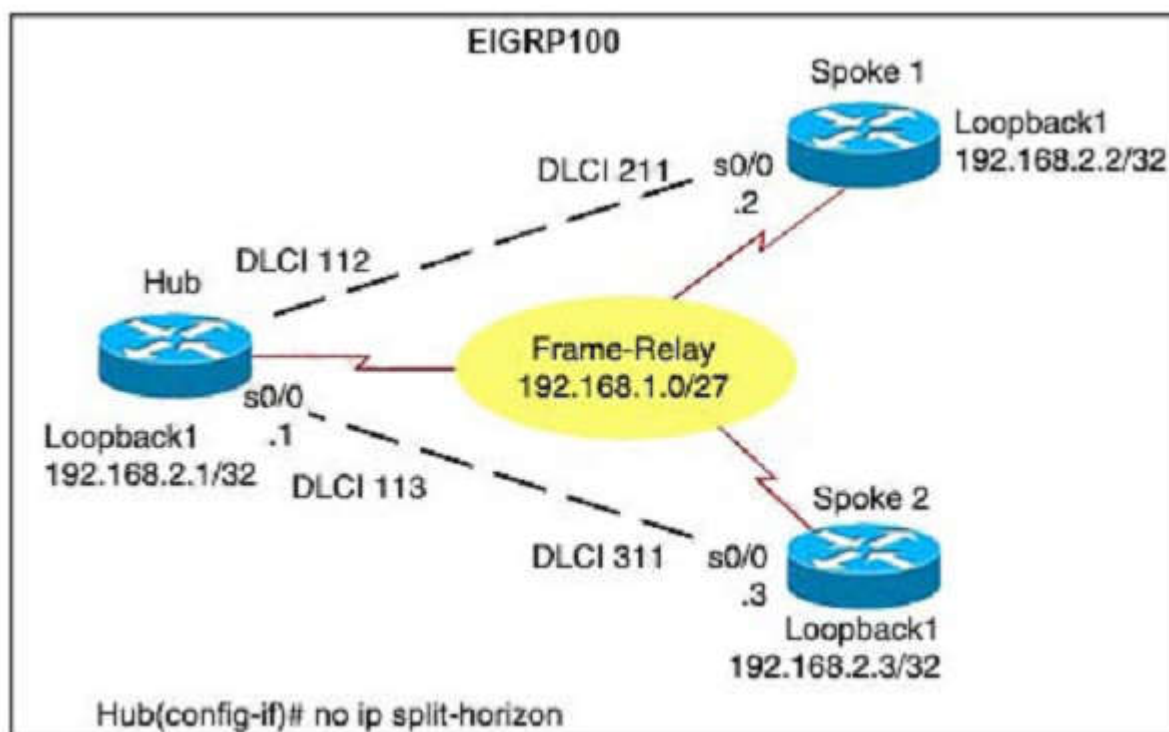 EIGRP100
Spoke 1
Loopback1
192.168.2.2/32
DLCI 211
s0/0
.2
DLCI 112
Hub
Frame-Relay
192.168.1.0/27
s0/0
.1
Loopback1
192.168.2.1/32
DLCI 113
Spoke 2
DLCI 311
s0/0
.3
Loopback1
192.168.2.3/32
Hub(config-if)# no ip split-horizon